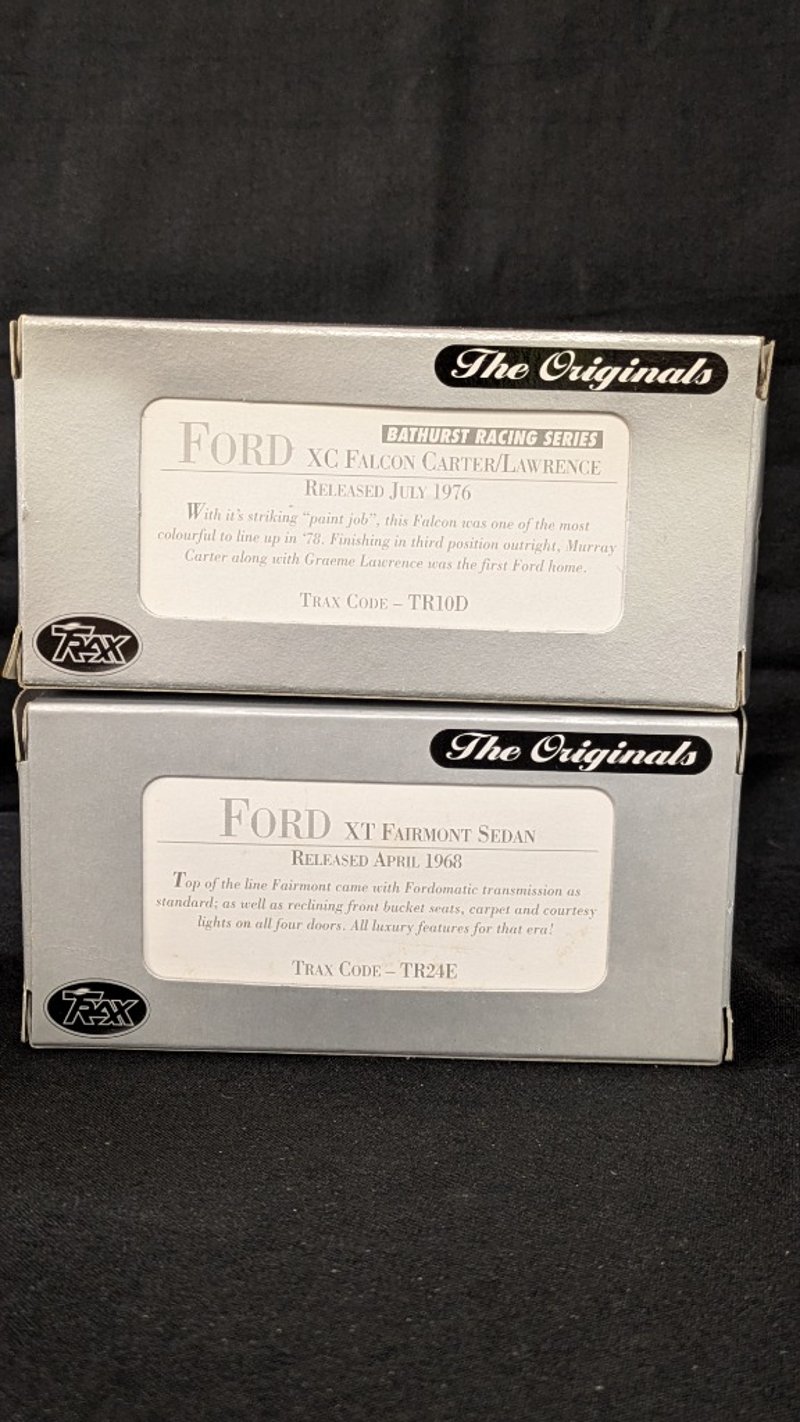 The Originals
BATHURST RACING SERIES
FORD XC FALCON CARTER/LAWRENCE
RELEASED JULY 1976
With it's striking "paint job", this Falcon was one of the most
colourful to line up in '78. Finishing in third position outright, Murray
Carter along with Graeme Lawrence was the first Ford home.
TRAX CODE – TR10D
TRAX
The Originals
FORD XT FAIRMONT SEDAN
RELEASED APRIL 1968
Top of the line Fairmont came with Fordomatic transmission as
standard; as well as reclining front bucket seats, carpet and courtesy
lights on all four doors. All luxury features for that era!
TRAX CODE – TR24E
TRAX